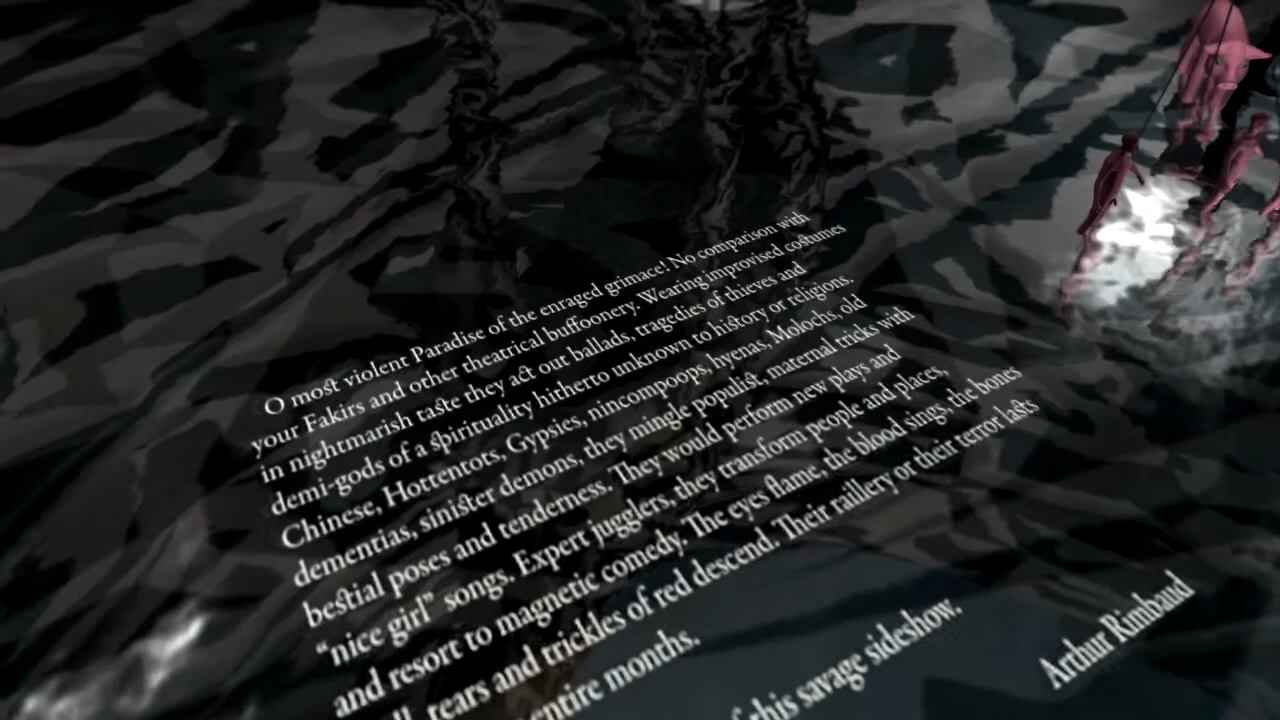 O most violent Paradise of the enraged grimace! No comparison with
your Fakirs and other theatrical buffoonery. Wearing improvised costumes
in nightmarish taste they act out ballads, tragedies of thieves and
demi-gods of a spirituality hitherto unknown to history or religions.
Chinese, Hottentots, Gypsies, nincompoops, hyenas, Molochs, old
dementias, sinister demons, they mingle populist, maternal tricks with
bestial poses and tenderness. They would perform new plays and
"nice girl" songs. Expert jugglers, they transform people and places,
and resort to magnetic comedy. The eyes flame, the blood sings, the bones
tears and trickles of red descend. Their raillery or their terrot lasts
entire months.
this savage sideshow.
Arthur Rimbaud